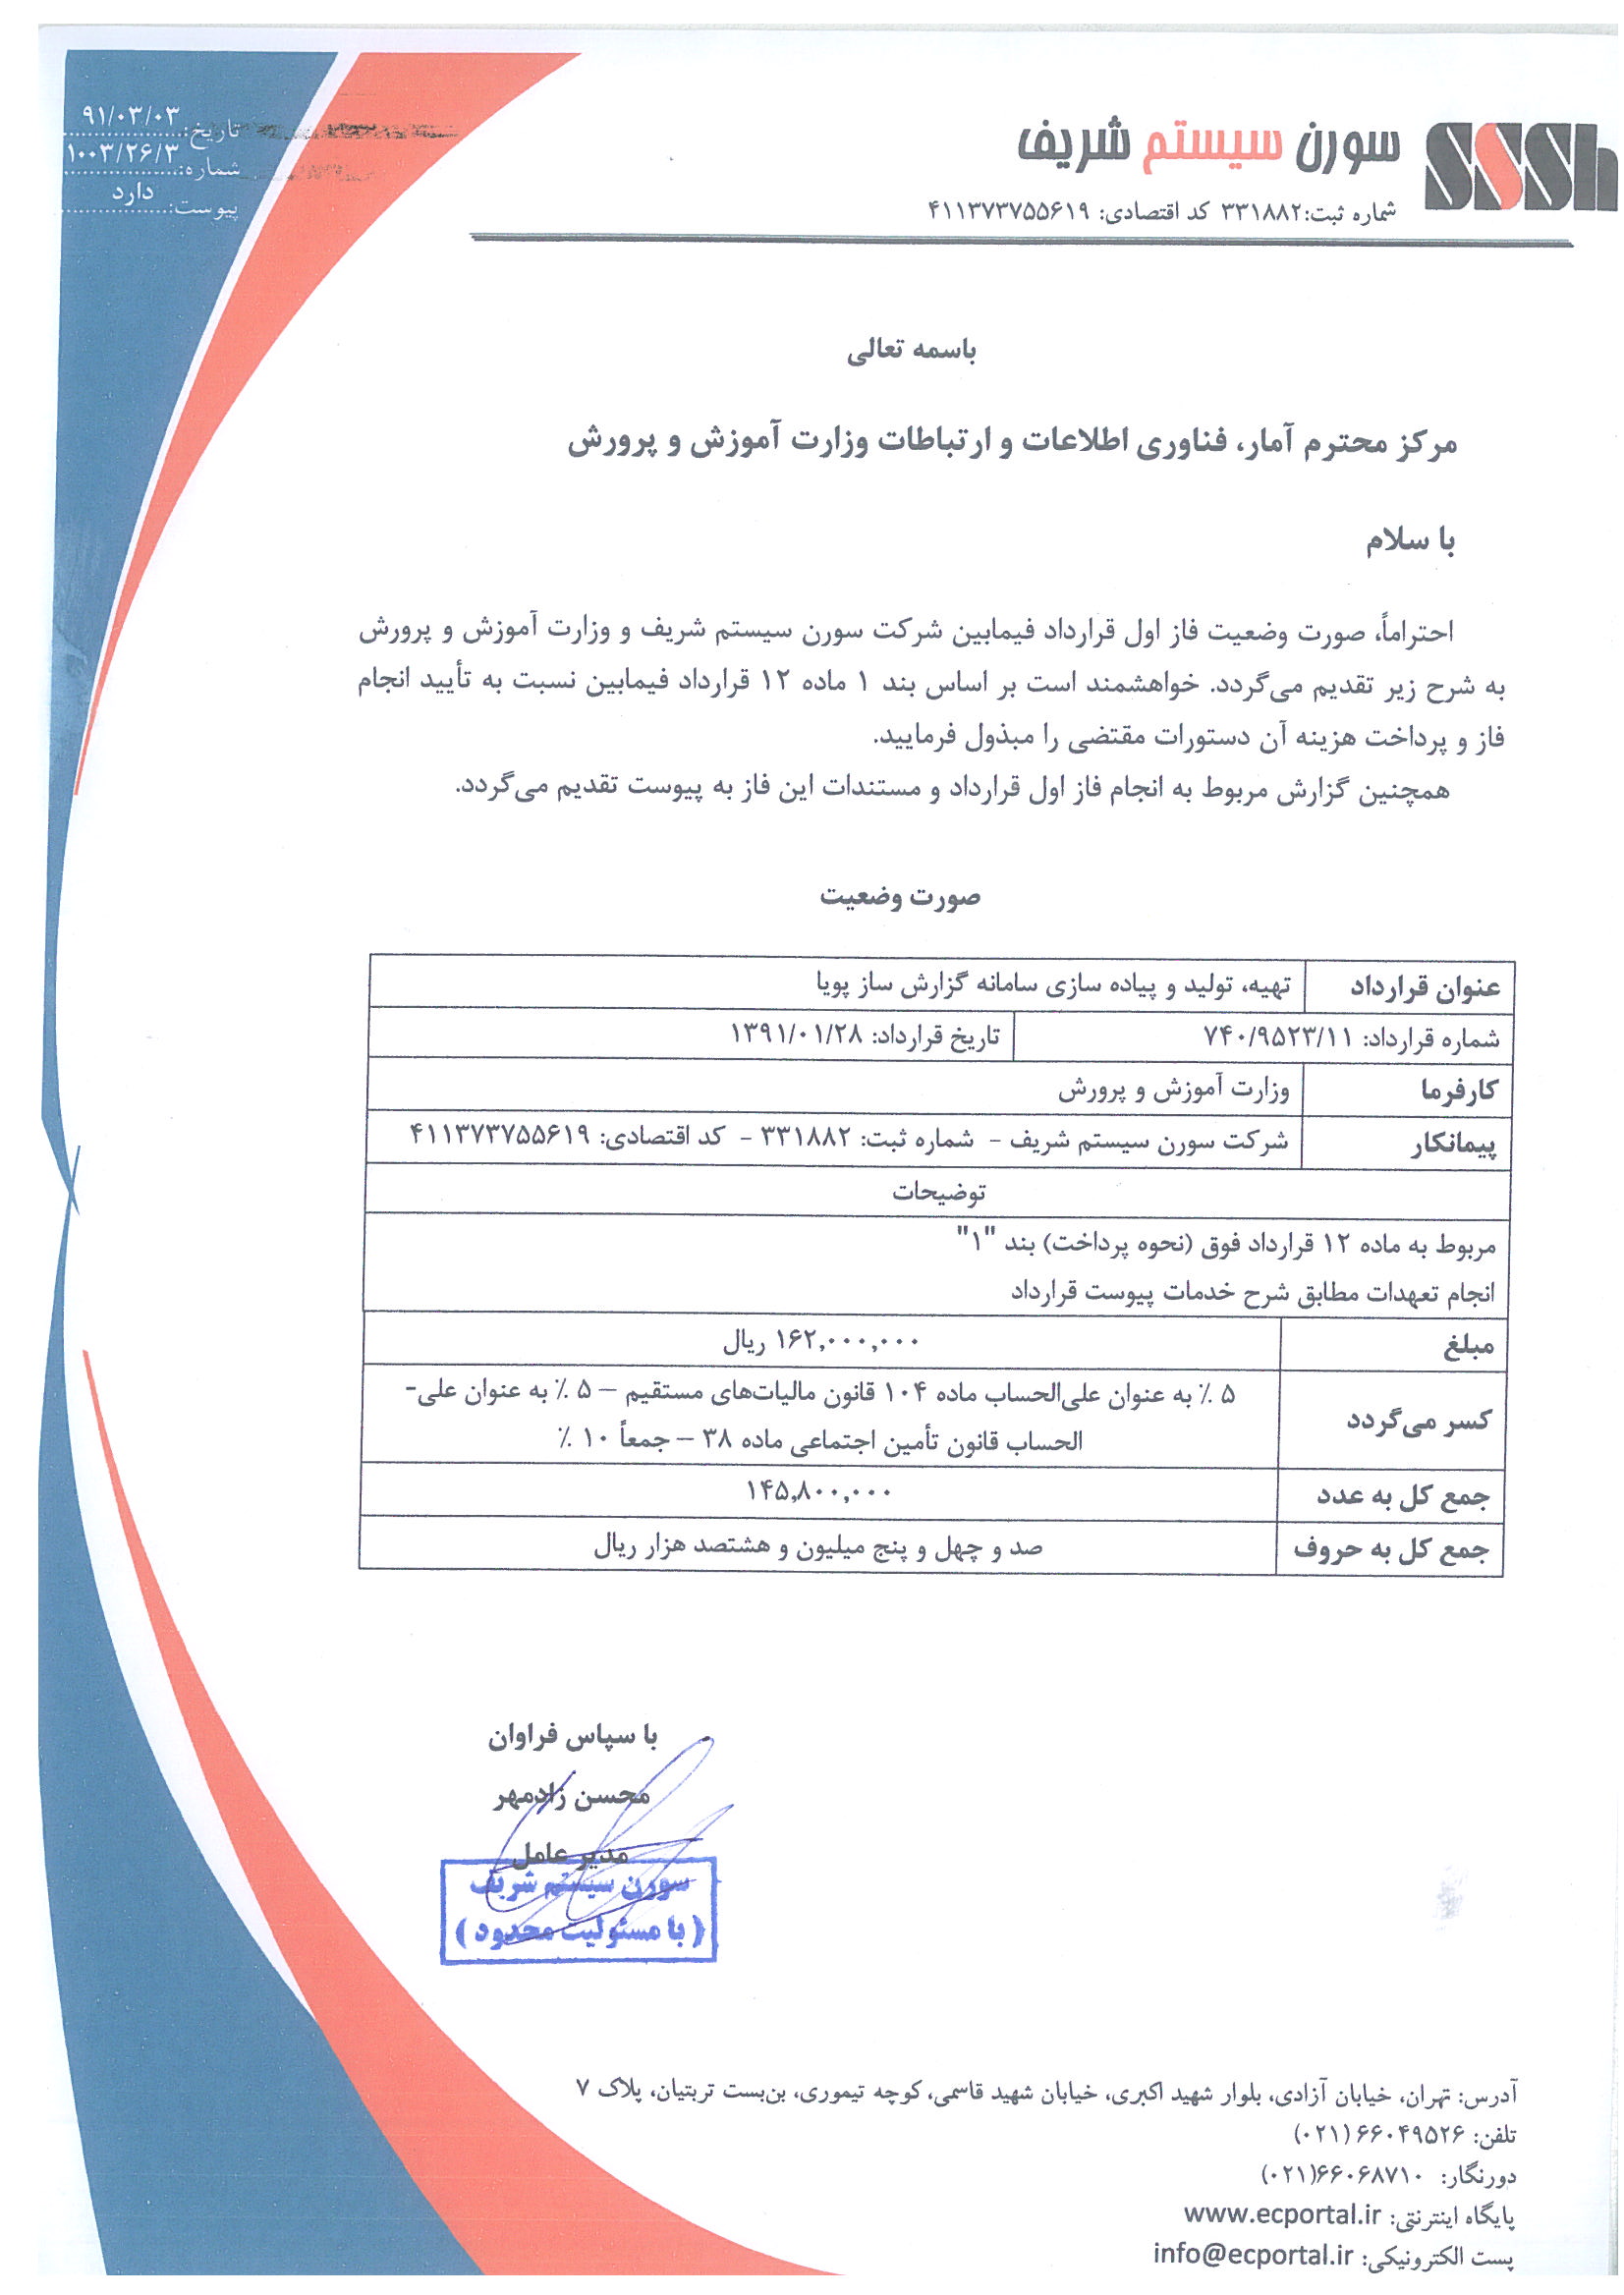 سورن سیستم شریف
SSSh
شماره ثبت:۳۳۱۸۸۲ کد اقتصادی: ۴۱۱۳۷۳۷۵۵۶۱۹
تاریخ: ۹۱/۰۳/۰۳
شماره: ۱۰۰۳/۲۶/۳
پیوست: دارد
باسمه تعالی
مرکز محترم آمار، فناوری اطلاعات و ارتباطات وزارت آموزش و پرورش
با سلام
احتراماً، صورت وضعیت فاز اول قرارداد فیمابین شرکت سورن سیستم شریف و وزارت آموزش و پرورش
به شرح زیر تقدیم می‌گردد. خواهشمند است بر اساس بند ۱ ماده ۱۲ قرارداد فیمابین نسبت به تأیید انجام
فاز و پرداخت هزینه آن دستورات مقتضی را مبذول فرمایید.
همچنین گزارش مربوط به انجام فاز اول قرارداد و مستندات این فاز به پیوست تقدیم می‌گردد.
صورت وضعیت
عنوان قرارداد تهیه، تولید و پیاده سازی سامانه گزارش ساز پویا
شماره قرارداد: ۷۴۰/۹۵۲۳/۱۱ تاریخ قرارداد: ۱۳۹۱/۰۱/۲۸
کارفرما وزارت آموزش و پرورش
پیمانکار شرکت سورن سیستم شریف - شماره ثبت: ۳۳۱۸۸۲ - کد اقتصادی: ۴۱۱۳۷۳۷۵۵۶۱۹
توضیحات
مربوط به ماده ۱۲ قرارداد فوق (نحوه پرداخت) بند "۱"
انجام تعهدات مطابق شرح خدمات پیوست قرارداد
مبلغ ۱۶۲,۰۰۰,۰۰۰ ریال
کسر می‌گردد ۵ ٪ به عنوان علی‌الحساب ماده ۱۰۴ قانون مالیات‌های مستقیم – ۵ ٪ به عنوان علی-
الحساب قانون تأمین اجتماعی ماده ۳۸ – جمعاً ۱۰ ٪
جمع کل به عدد ۱۴۵,۸۰۰,۰۰۰
جمع کل به حروف صد و چهل و پنج میلیون و هشتصد هزار ریال
با سپاس فراوان
محسن زادمهر
مدیر عامل
سورن سیستم شریف
( با مسئولیت محدود )
آدرس: تهران، خیابان آزادی، بلوار شهید اکبری، خیابان شهید قاسمی، کوچه تیموری، بن‌بست تربتیان، پلاک ۷
تلفن: ۶۶۰۴۹۵۲۶ (۰۲۱)
دورنگار: ۶۶۰۶۸۷۱۰(۰۲۱)
پایگاه اینترنتی: www.ecportal.ir
پست الکترونیکی: info@ecportal.ir